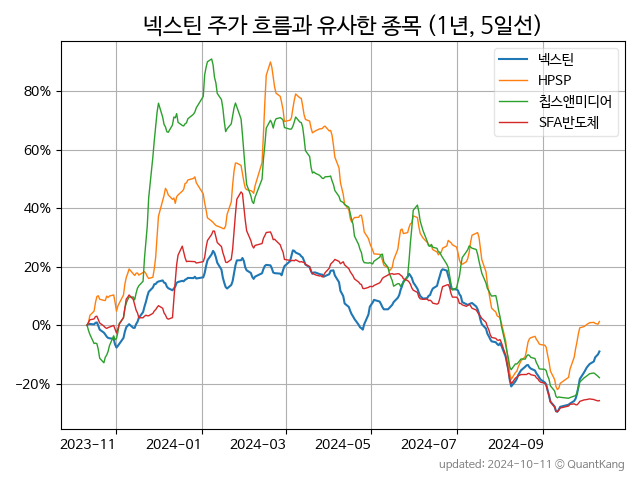 넥스틴 주가 흐름과 유사한 종목 (1년, 5일선)
넥스틴
HPSP
칩스앤미디어
SFA반도체
80%
60%
40%
20%
0%
−20%
2023−11
2024−01
2024−03
2024−05
2024−07
2024−09
updated: 2024-10-11 © QuantKang